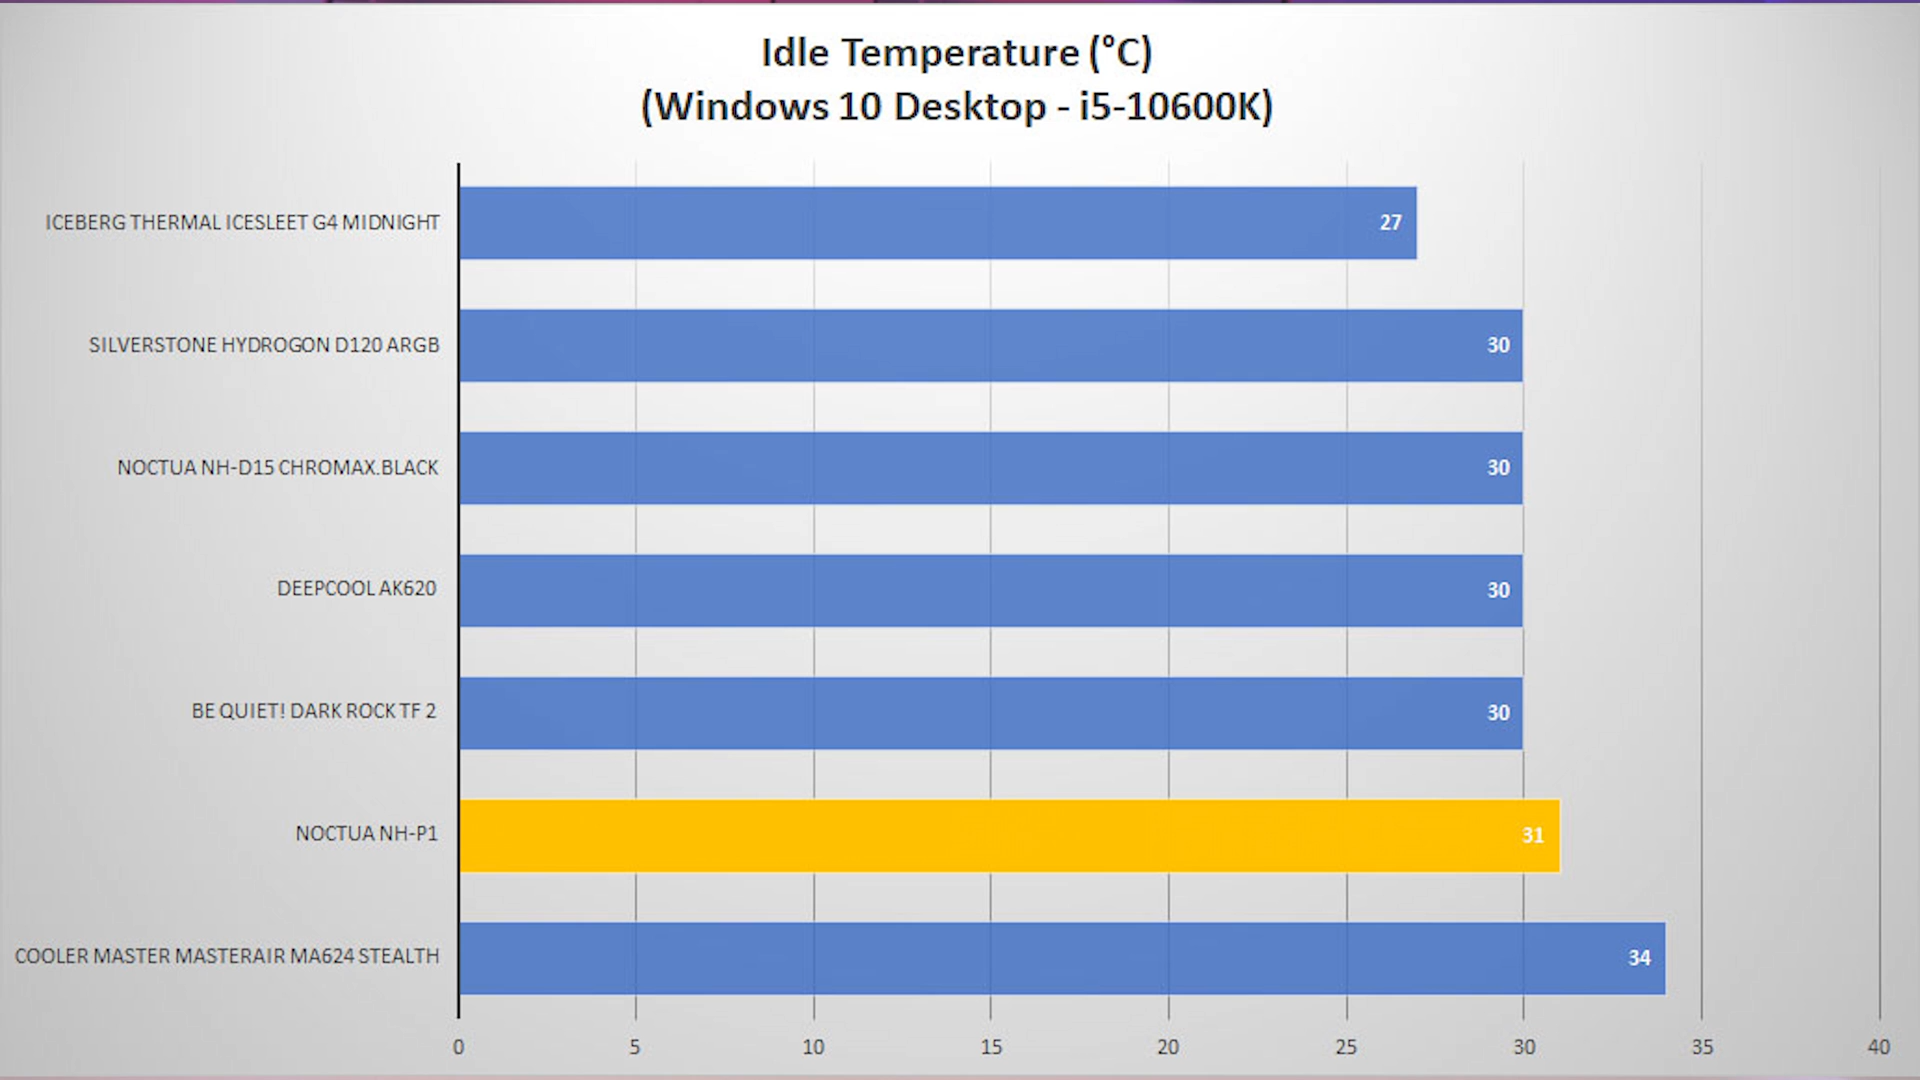 Idle Temperature (°C)
(Windows 10 Desktop - i5-10600K)
ICEBERG THERMAL ICESLEET G4 MIDNIGHT 27
SILVERSTONE HYDROGON D120 ARGB 30
NOCTUA NH-D15 CHROMAX.BLACK 30
DEEPCOOL AK620 30
BE QUIET! DARK ROCK TF 2 30
NOCTUA NH-P1 31
COOLER MASTER MASTERAIR MA624 STEALTH 34
0 5 10 15 20 25 30 35 40